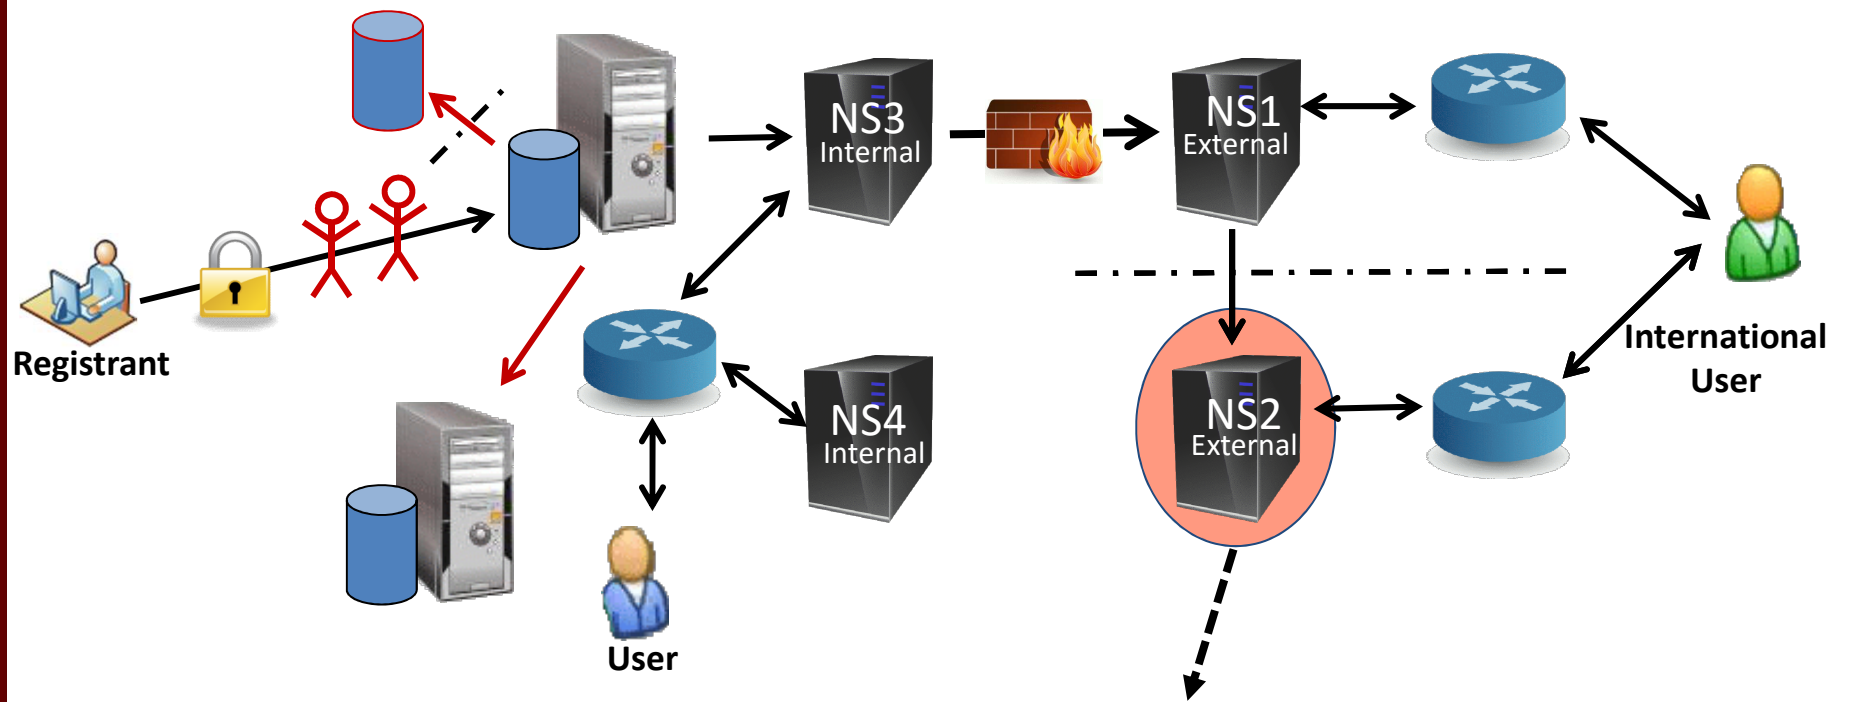 NS3
Internal
NS1
External
Registrant
International
User
NS4
Internal
NS2
External
User